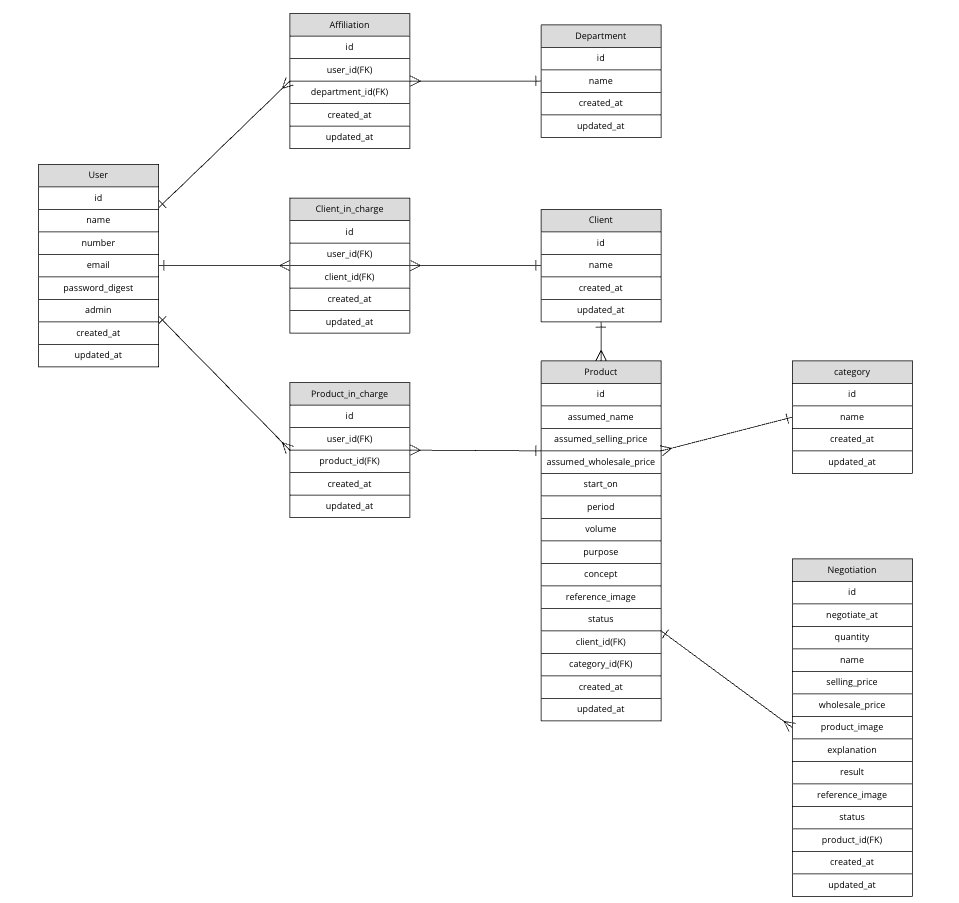 Affiliation
id
user_id(FK)
department_id(FK)
created_at
updated_at
Department
id
name
created_at
updated_at
User
id
name
number
email
password_digest
admin
created_at
updated_at
Client_in_charge
id
user_id(FK)
client_id(FK)
created_at
updated_at
Client
id
name
created_at
updated_at
Product_in_charge
id
user_id(FK)
product_id(FK)
created_at
updated_at
Product
id
assumed_name
assumed_selling_price
assumed_wholesale_price
start_on
period
volume
purpose
concept
reference_image
status
client_id(FK)
category_id(FK)
created_at
updated_at
category
id
name
created_at
updated_at
Negotiation
id
negotiate_at
quantity
name
selling_price
wholesale_price
product_image
explanation
result
reference_image
status
product_id(FK)
created_at
updated_at